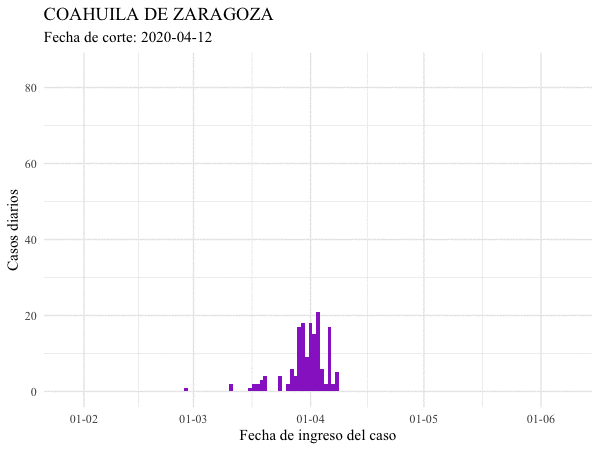 COAHUILA DE ZARAGOZA
Fecha de corte: 2020-04-12
80
60
40
20
0
Casos diarios
01-02 01-03 01-04 01-05 01-06
Fecha de ingreso del caso